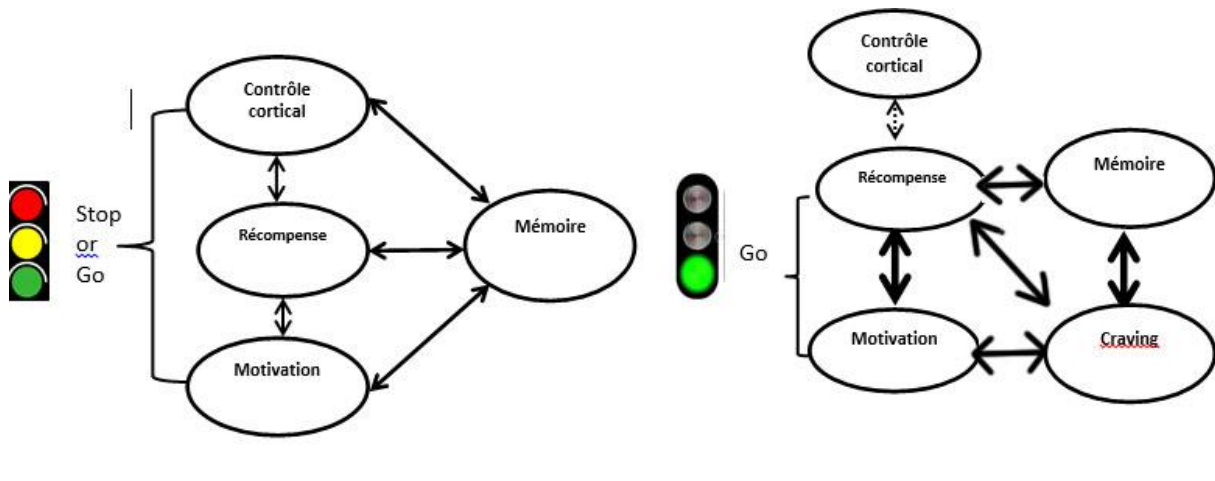 Contrôle
cortical
Stop
or
Go
Récompense
Mémoire
Motivation
Contrôle
cortical
Récompense
Mémoire
Go
Motivation
Craving